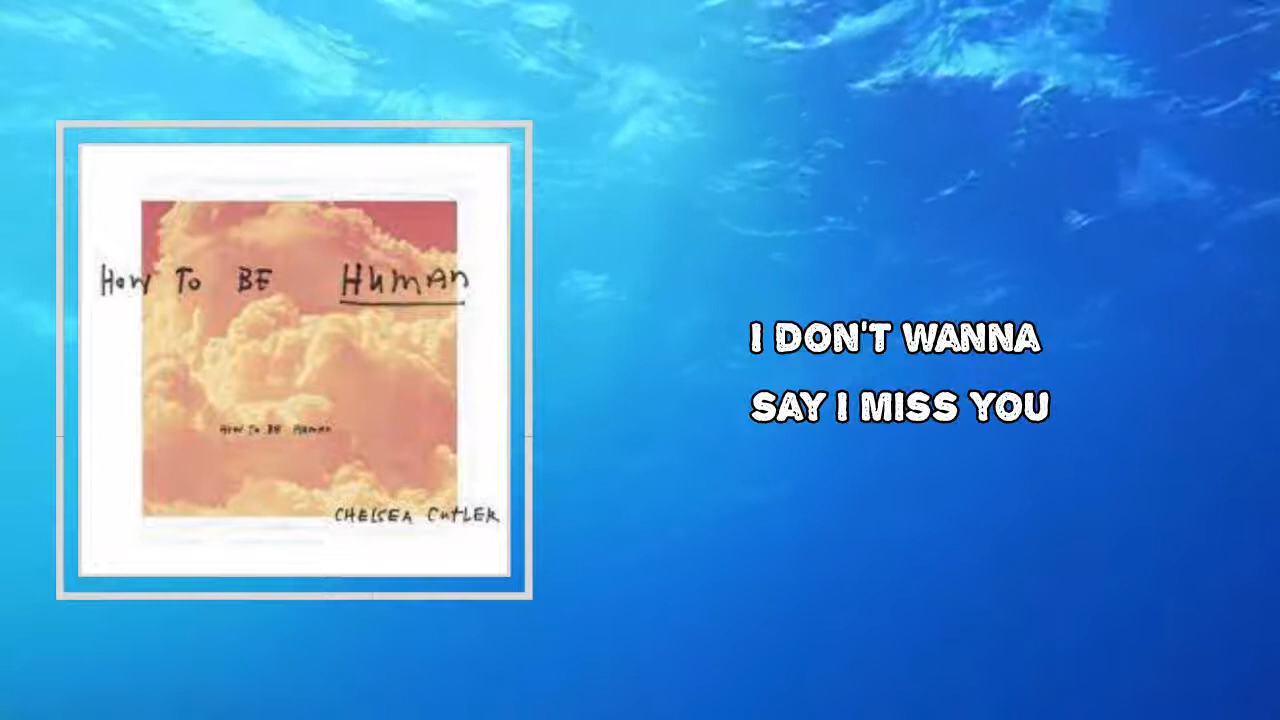 How To BE Human
How To BE Human
CHELSEA CUTLER
I DON'T WANNA
SAY I MISS YOU